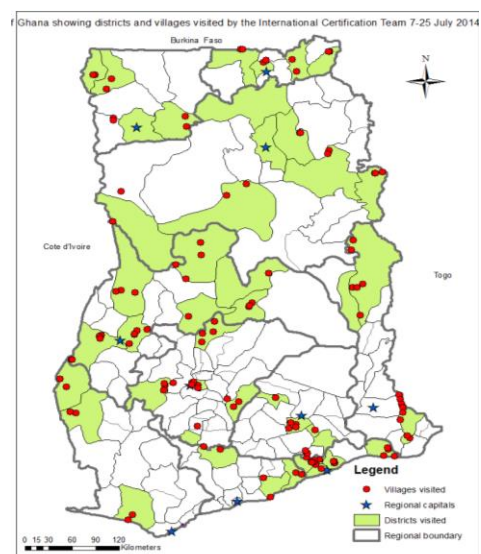 f Ghana showing districts and villages visited by the International Certification Team 7-25 July 2014
Burkina Faso
N
Cote d'Ivoire
Togo
Legend
Villages visited
Regional capitals
Districts visited
Regional boundary
0 15 30 60 90 120
Kilometers